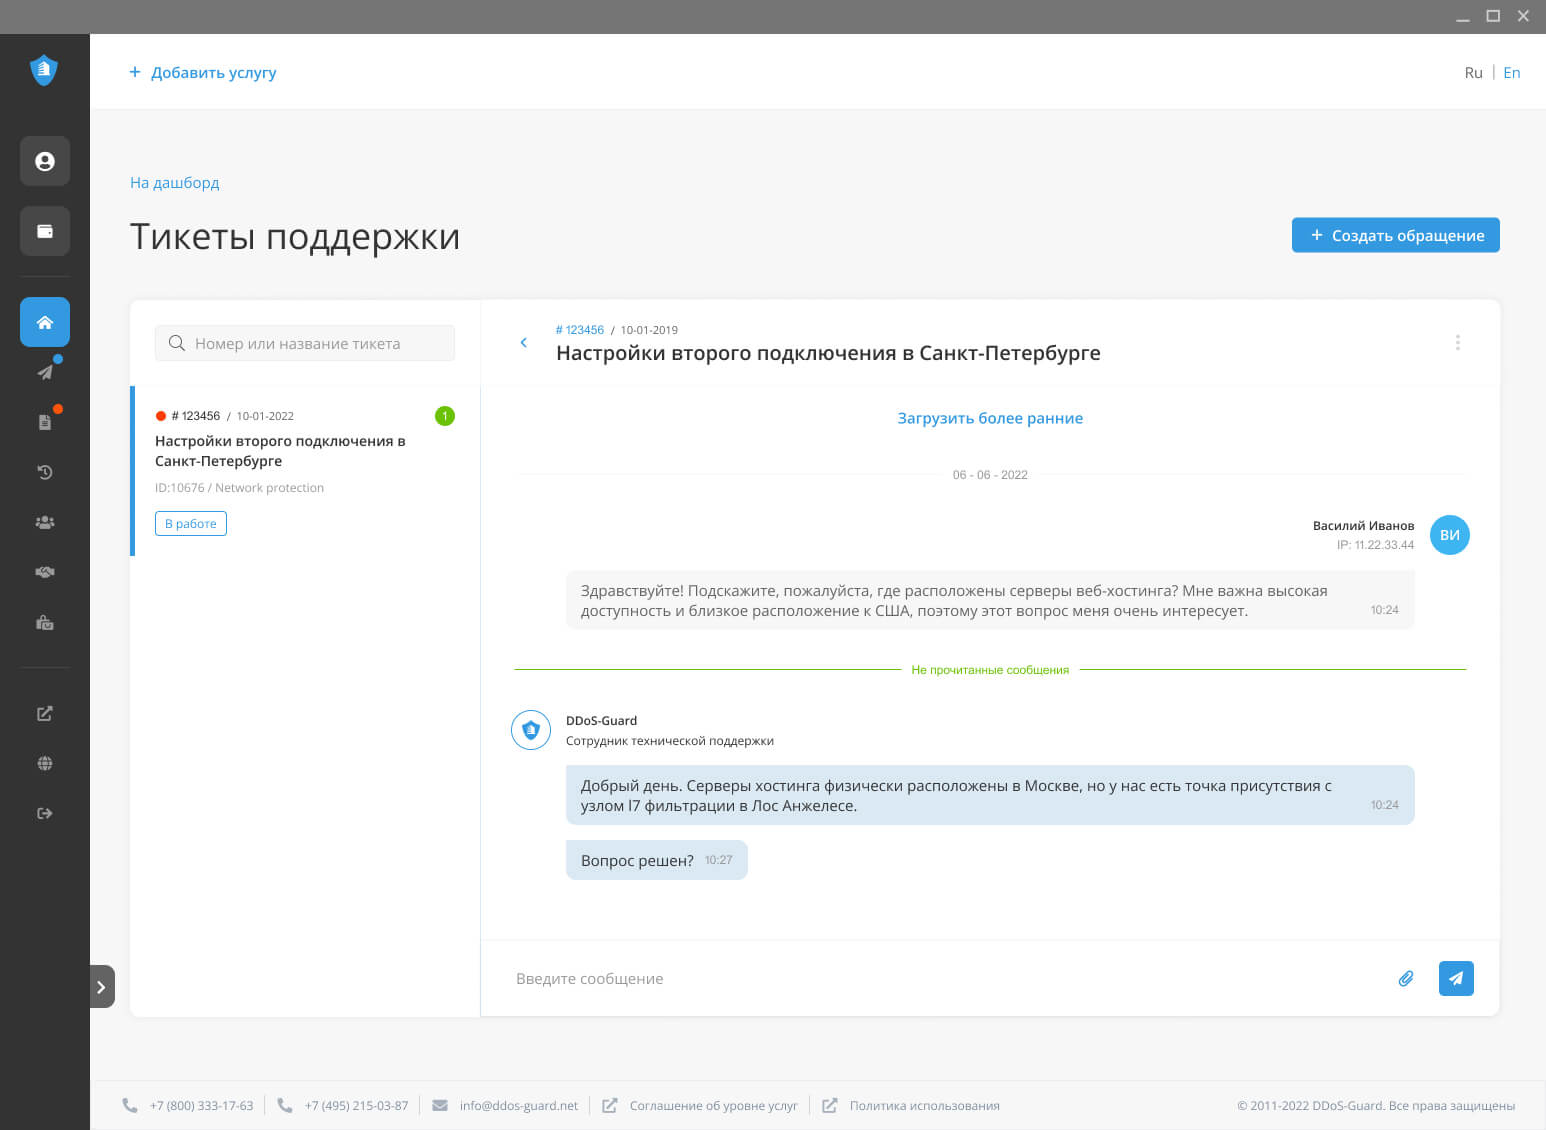 + Добавить услугу
Ru | En
На дашборд
Тикеты поддержки
+ Создать обращение
Номер или название тикета
# 123456 / 10-01-2022
1
Настройки второго подключения в
Санкт-Петербурге
ID:10676 / Network protection
В работе
# 123456 / 10-01-2019
Настройки второго подключения в Санкт-Петербурге
Загрузить более ранние
06 - 06 - 2022
Василий Иванов
IP: 11.22.33.44
ВИ
Здравствуйте! Подскажите, пожалуйста, где расположены серверы веб-хостинга? Мне важна высокая
доступность и близкое расположение к США, поэтому этот вопрос меня очень интересует.
10:24
Не прочитанные сообщения
DDoS-Guard
Сотрудник технической поддержки
Добрый день. Серверы хостинга физически расположены в Москве, но у нас есть точка присутствия с
узлом l7 фильтрации в Лос Анжелесе.
10:24
Вопрос решен? 10:27
Введите сообщение
+7 (800) 333-17-63
+7 (495) 215-03-87
info@ddos-guard.net
Соглашение об уровне услуг
Политика использования
© 2011-2022 DDoS-Guard. Все права защищены